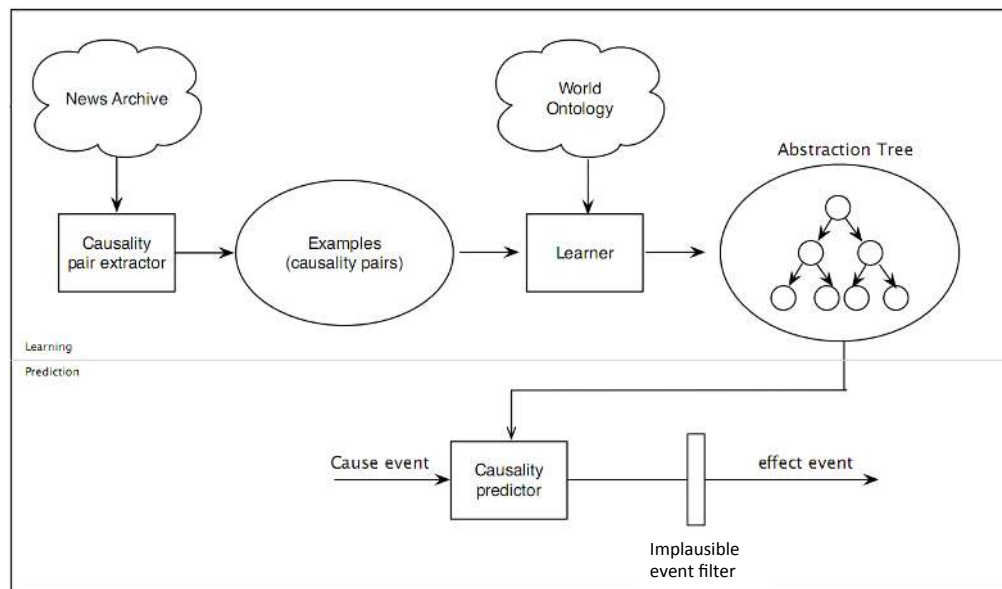 News Archive
World
Ontology
Abstraction Tree
Causality
pair extractor
Examples
(causality pairs)
Learner
Learning
Prediction
Cause event
Causality
predictor
effect event
Implausible
event filter